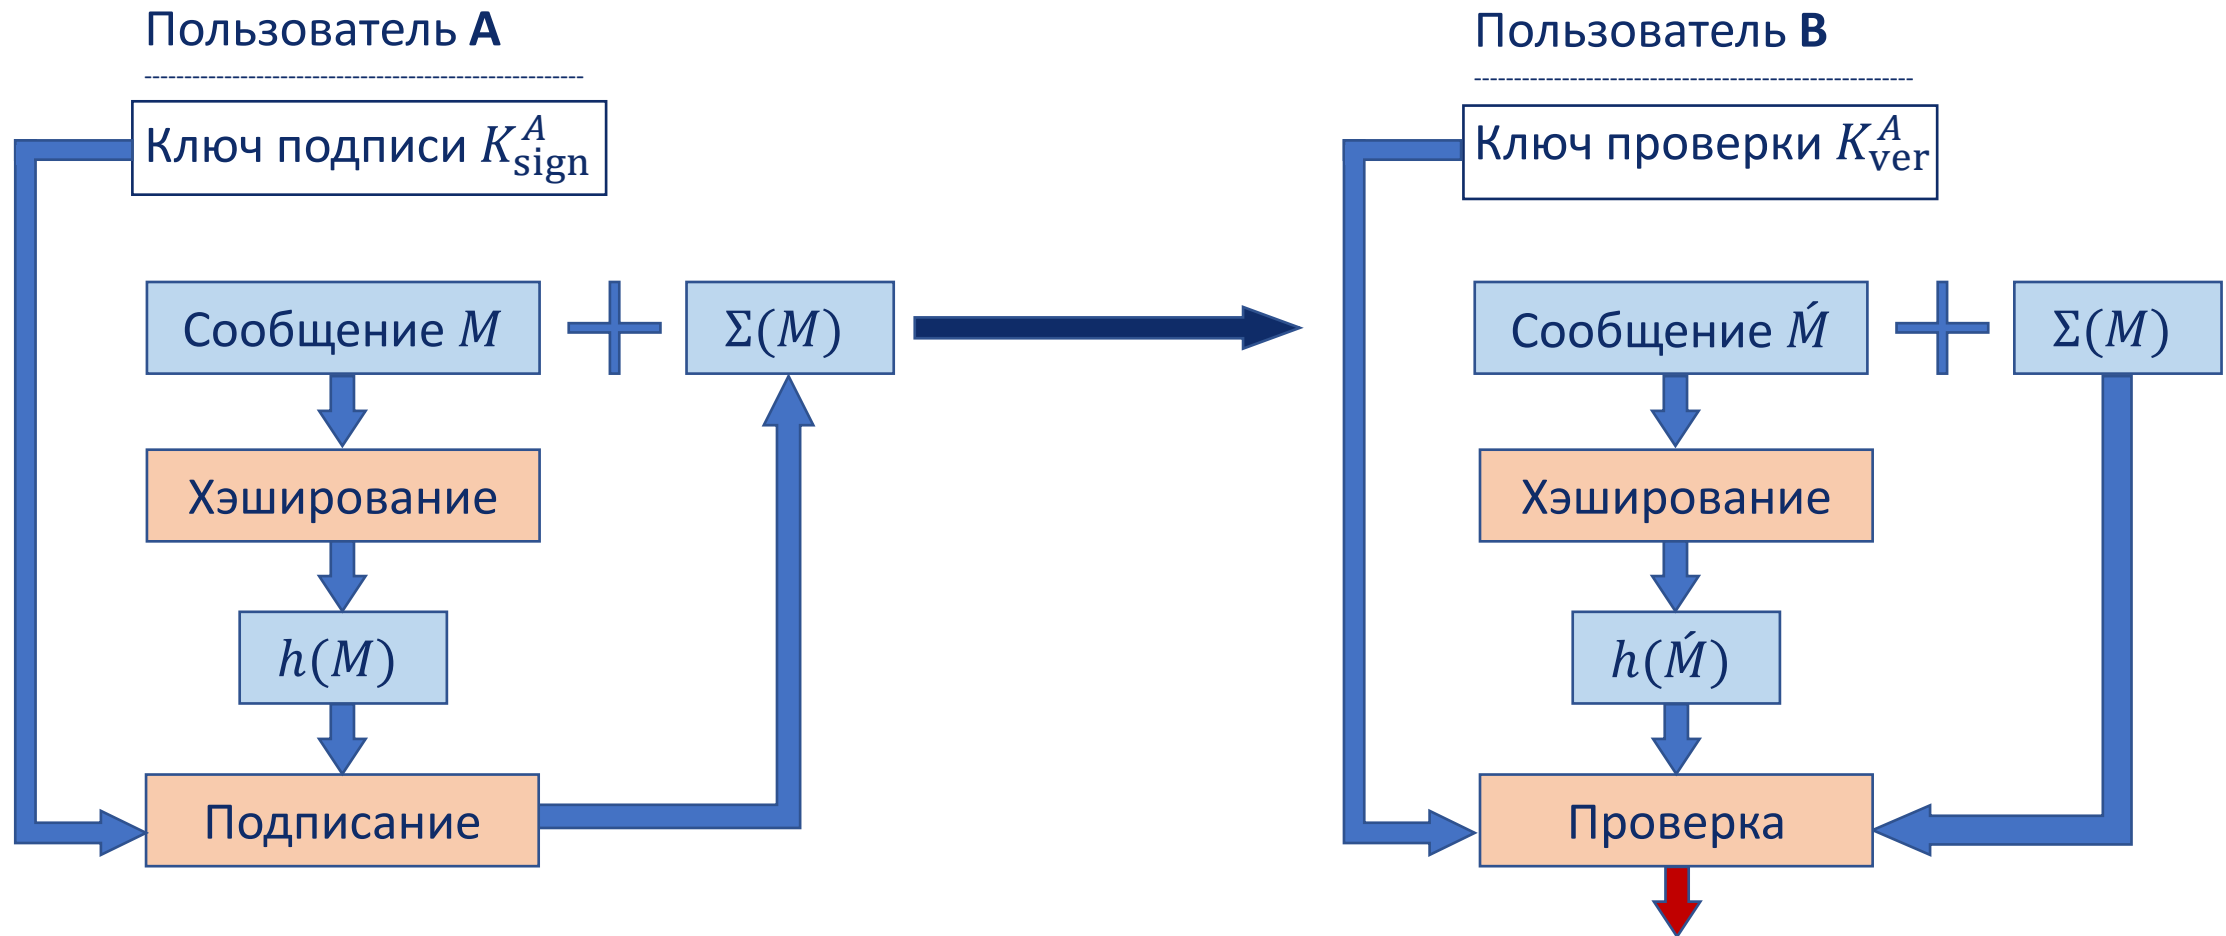 Пользователь A
Ключ подписи K^A_sign
Сообщение M
Σ(M)
Хэширование
h(M)
Подписание
Пользователь B
Ключ проверки K^A_ver
Сообщение Ḿ
Σ(M)
Хэширование
h(Ḿ)
Проверка